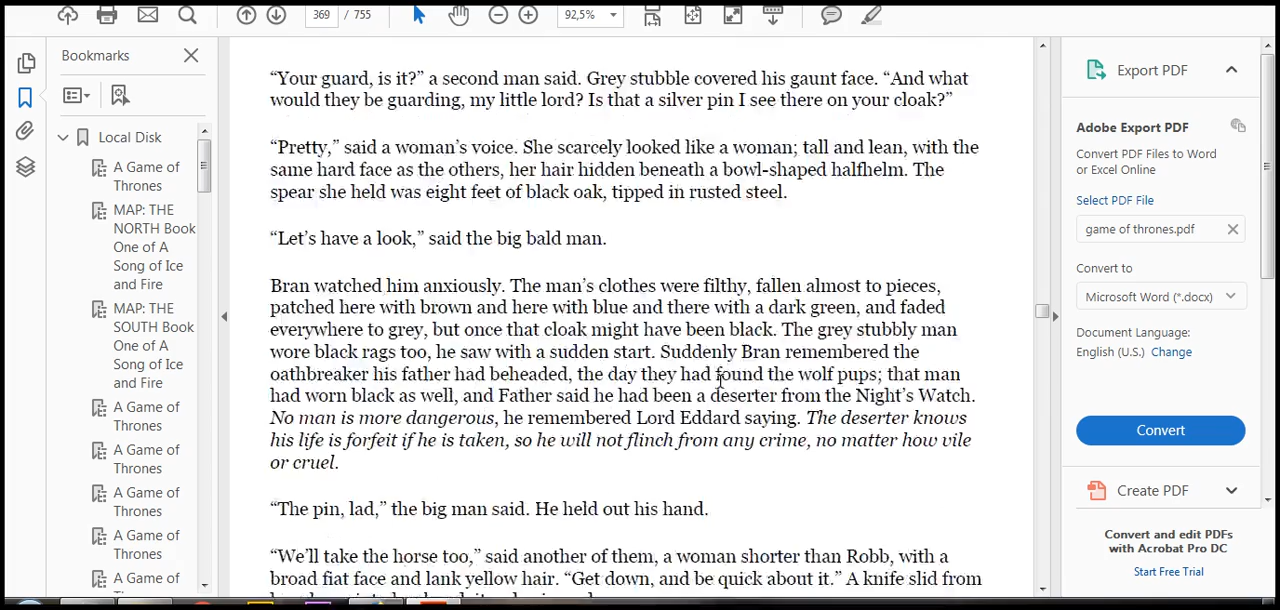 369 / 755
92,5%
Bookmarks
Local Disk
A Game of
Thrones
MAP: THE
NORTH Book
One of A
Song of Ice
and Fire
MAP: THE
SOUTH Book
One of A
Song of Ice
and Fire
A Game of
Thrones
A Game of
Thrones
A Game of
Thrones
A Game of
Thrones
A Game of
“Your guard, is it?” a second man said. Grey stubble covered his gaunt face. “And what
would they be guarding, my little lord? Is that a silver pin I see there on your cloak?”
“Pretty,” said a woman’s voice. She scarcely looked like a woman; tall and lean, with the
same hard face as the others, her hair hidden beneath a bowl-shaped halfhelm. The
spear she held was eight feet of black oak, tipped in rusted steel.
“Let’s have a look,” said the big bald man.
Bran watched him anxiously. The man’s clothes were filthy, fallen almost to pieces,
patched here with brown and here with blue and there with a dark green, and faded
everywhere to grey, but once that cloak might have been black. The grey stubbly man
wore black rags too, he saw with a sudden start. Suddenly Bran remembered the
oathbreaker his father had beheaded, the day they had found the wolf pups; that man
had worn black as well, and Father said he had been a deserter from the Night’s Watch.
No man is more dangerous, he remembered Lord Eddard saying. The deserter knows
his life is forfeit if he is taken, so he will not flinch from any crime, no matter how vile
or cruel.
“The pin, lad,” the big man said. He held out his hand.
“We’ll take the horse too,” said another of them, a woman shorter than Robb, with a
broad fiat face and lank yellow hair. “Get down, and be quick about it.” A knife slid from
Export PDF
Adobe Export PDF
Convert PDF Files to Word
or Excel Online
Select PDF File
game of thrones.pdf
Convert to
Microsoft Word (*.docx)
Document Language:
English (U.S.) Change
Convert
Create PDF
Convert and edit PDFs
with Acrobat Pro DC
Start Free Trial